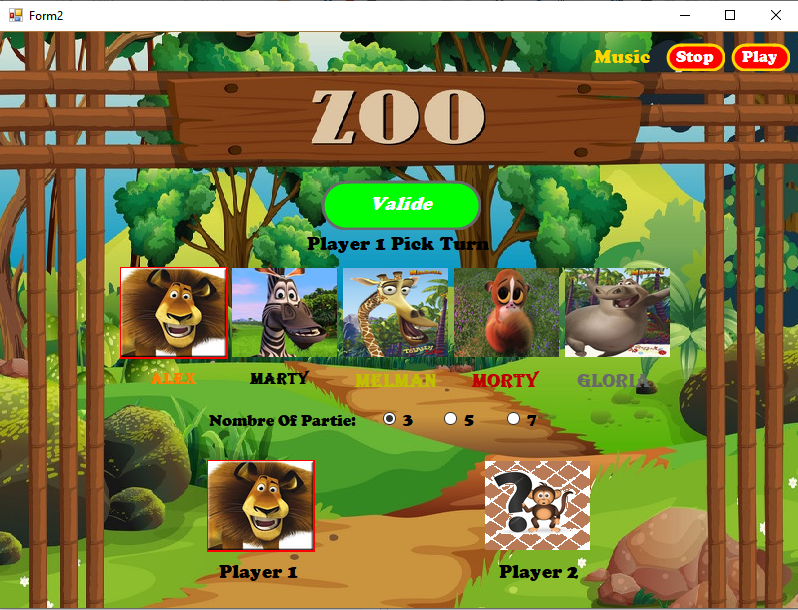 Form2
Music Stop Play
ZOO
Valide
Player 1 Pick Turn
ALEX MARTY MELMAN MORTY GLORIA
Nombre Of Partie: 3 5 7
?
Player 1 Player 2